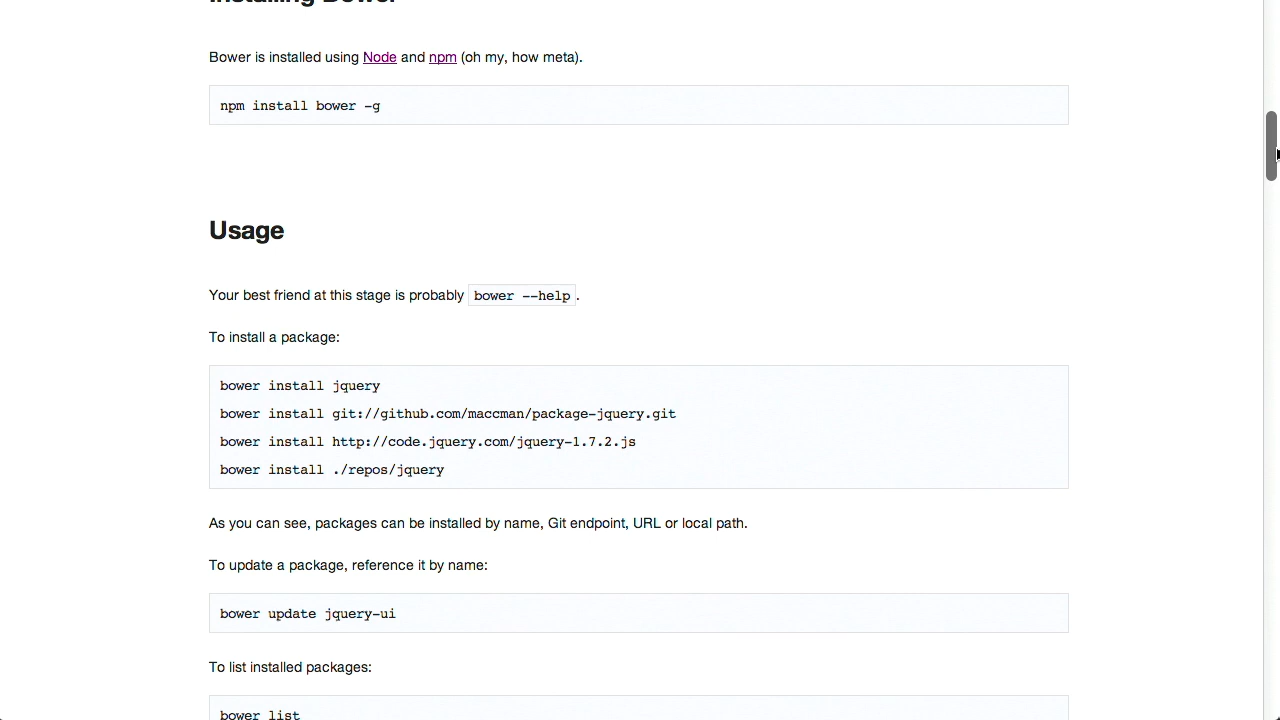 Installing Bower
Bower is installed using Node and npm (oh my, how meta).
npm install bower -g
Usage
Your best friend at this stage is probably bower --help.
To install a package:
bower install jquery
bower install git://github.com/maccman/package-jquery.git
bower install http://code.jquery.com/jquery-1.7.2.js
bower install ./repos/jquery
As you can see, packages can be installed by name, Git endpoint, URL or local path.
To update a package, reference it by name:
bower update jquery-ui
To list installed packages:
bower list